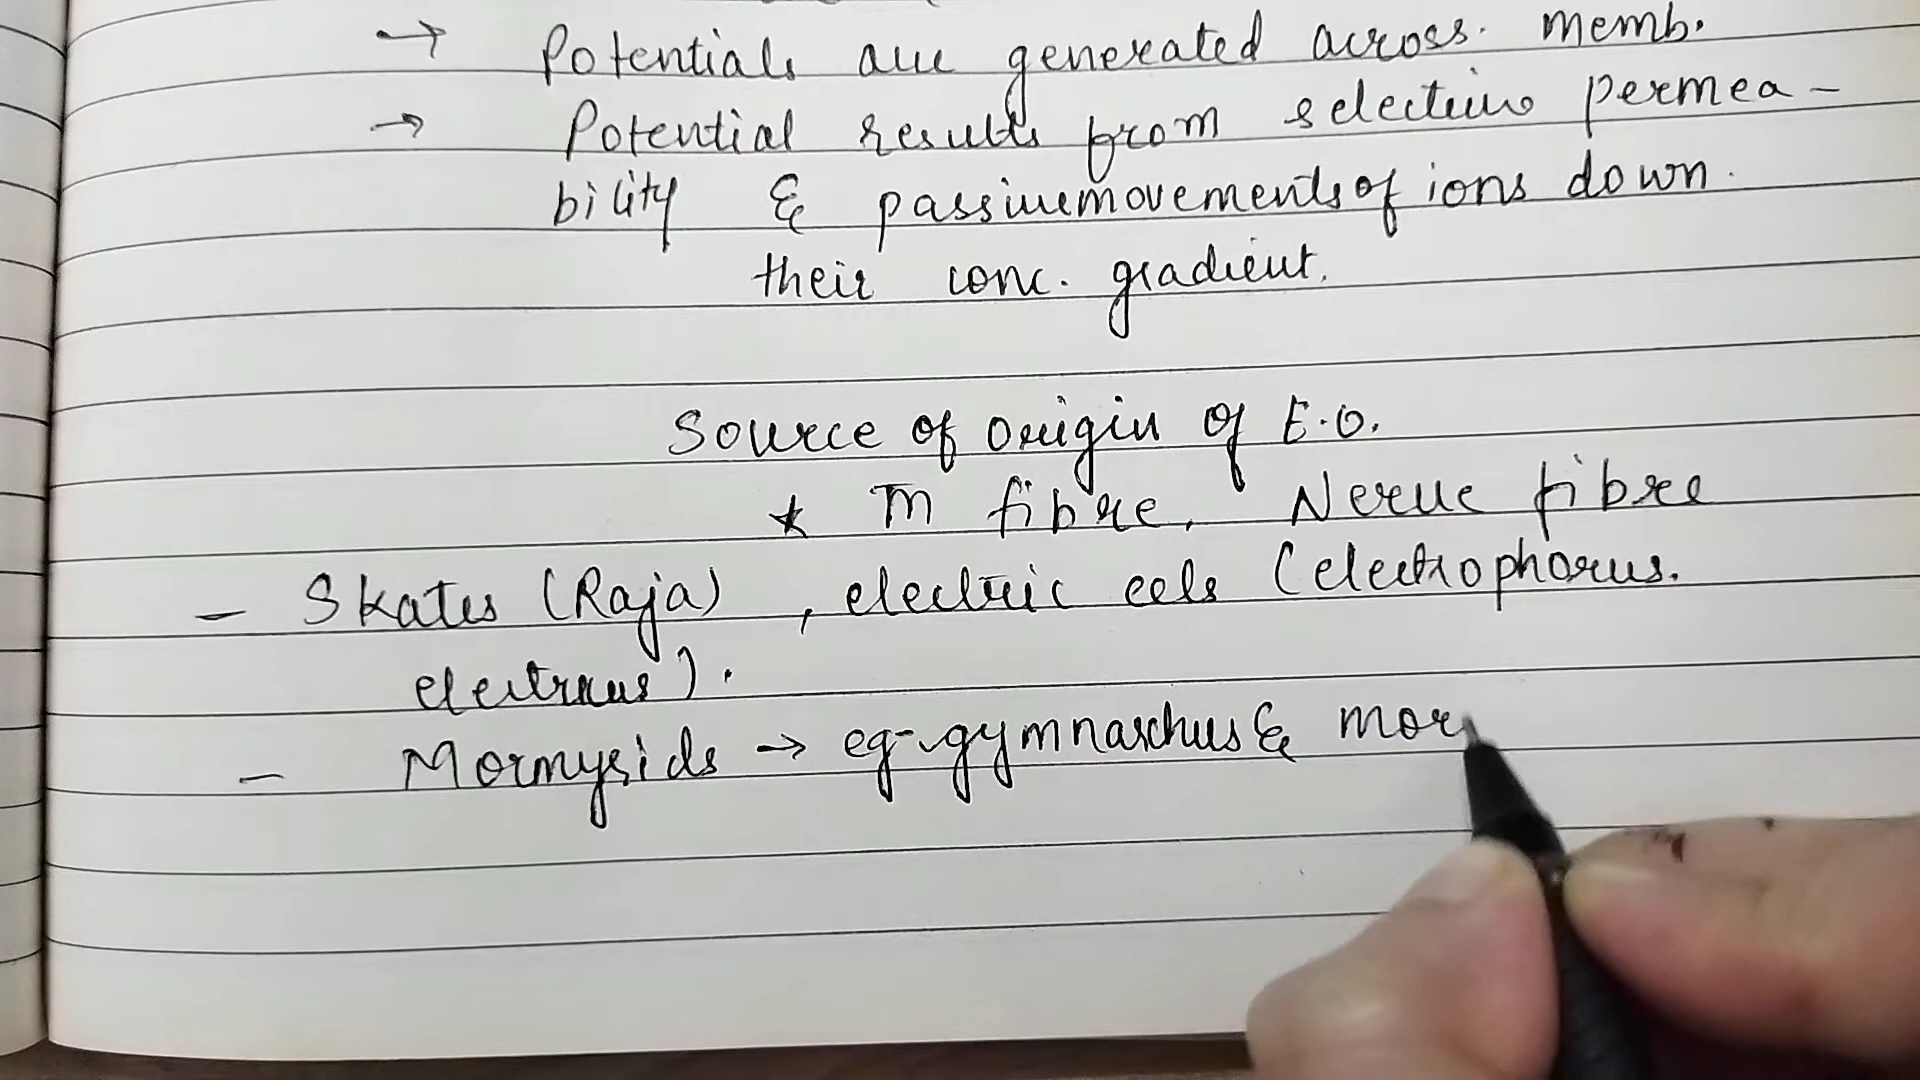 → Potentials are generated across. memb.
→ Potential results from selective permea-
bility & passive movements of ions down.
their conc. gradient.
Source of origin of E.O.
* M fibre, Nerve fibre
- Skates (Raja), electric eels (electrophorus.
electricus).
- Mormysids → eg- gymnarchus & mor